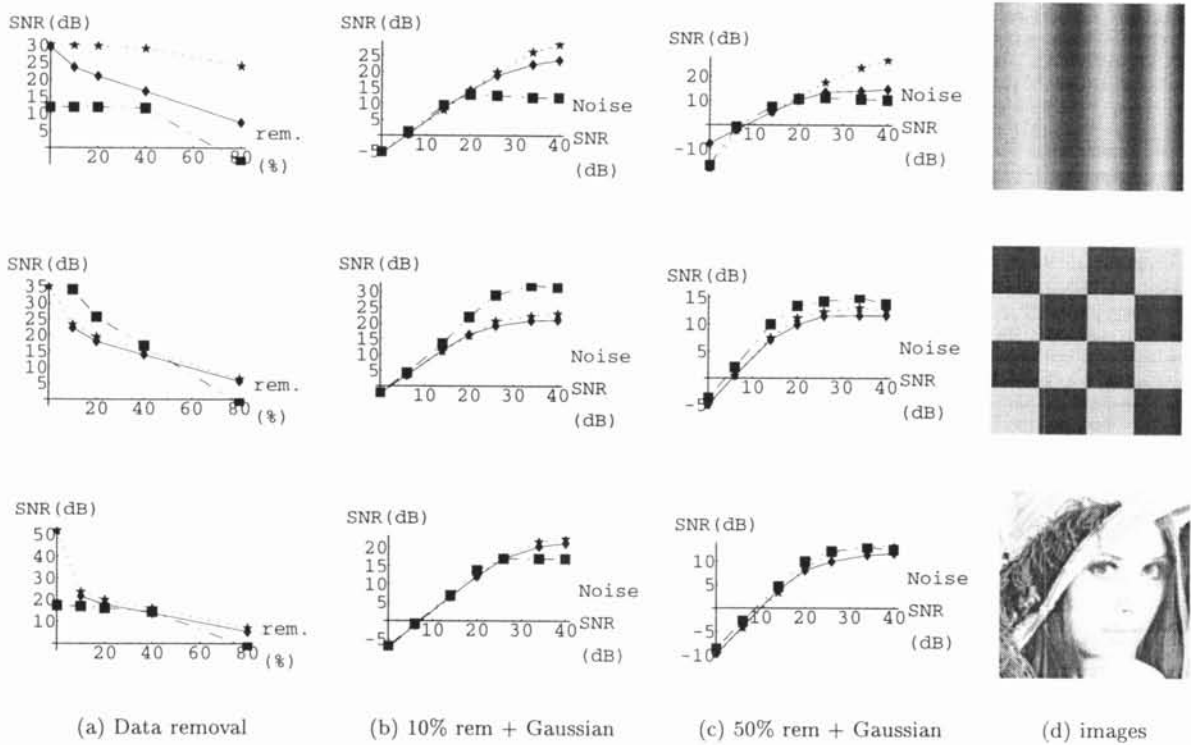 SNR(dB)
30
25
20
15
10
5
20 40 60 80
rem.
(%)
SNR(dB)
30
25
20
15
10
5
-5
10 20 30 40
Noise
SNR
(dB)
SNR(dB)
20
10
-10
10 20 30 40
Noise
SNR
(dB)
SNR(dB)
35
30
25
20
15
10
5
20 40 60 80
rem.
(%)
SNR(dB)
30
25
20
15
10
5
10 20 30 40
Noise
SNR
(dB)
SNR(dB)
15
10
5
-5
10 20 30 40
Noise
SNR
(dB)
SNR(dB)
50
40
30
20
10
20 40 60 80
rem.
(%)
SNR(dB)
20
15
10
5
-5
10 20 30 40
Noise
SNR
(dB)
SNR(dB)
10
5
-5
-10
10 20 30 40
Noise
SNR
(dB)
(a) Data removal
(b) 10% rem + Gaussian
(c) 50% rem + Gaussian
(d) images